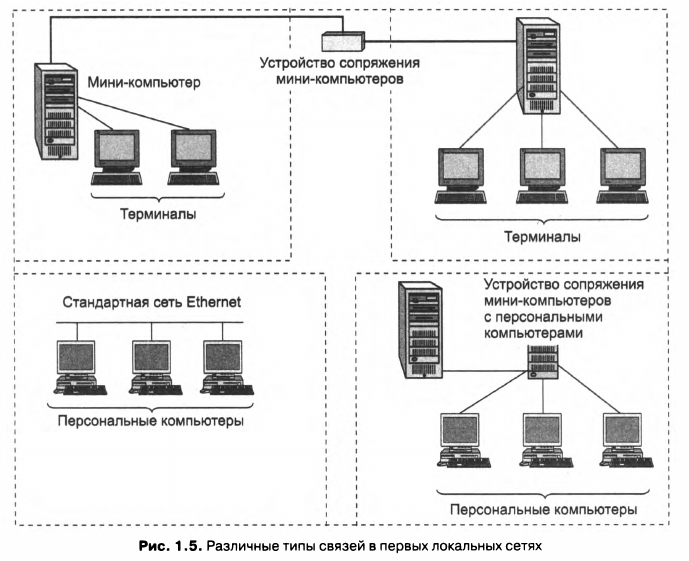 Устройство сопряжения
мини-компьютеров
Мини-компьютер
Терминалы
Терминалы
Стандартная сеть Ethernet
Персональные компьютеры
Устройство сопряжения
мини-компьютеров
с персональными
компьютерами
Персональные компьютеры
Рис. 1.5. Различные типы связей в первых локальных сетях